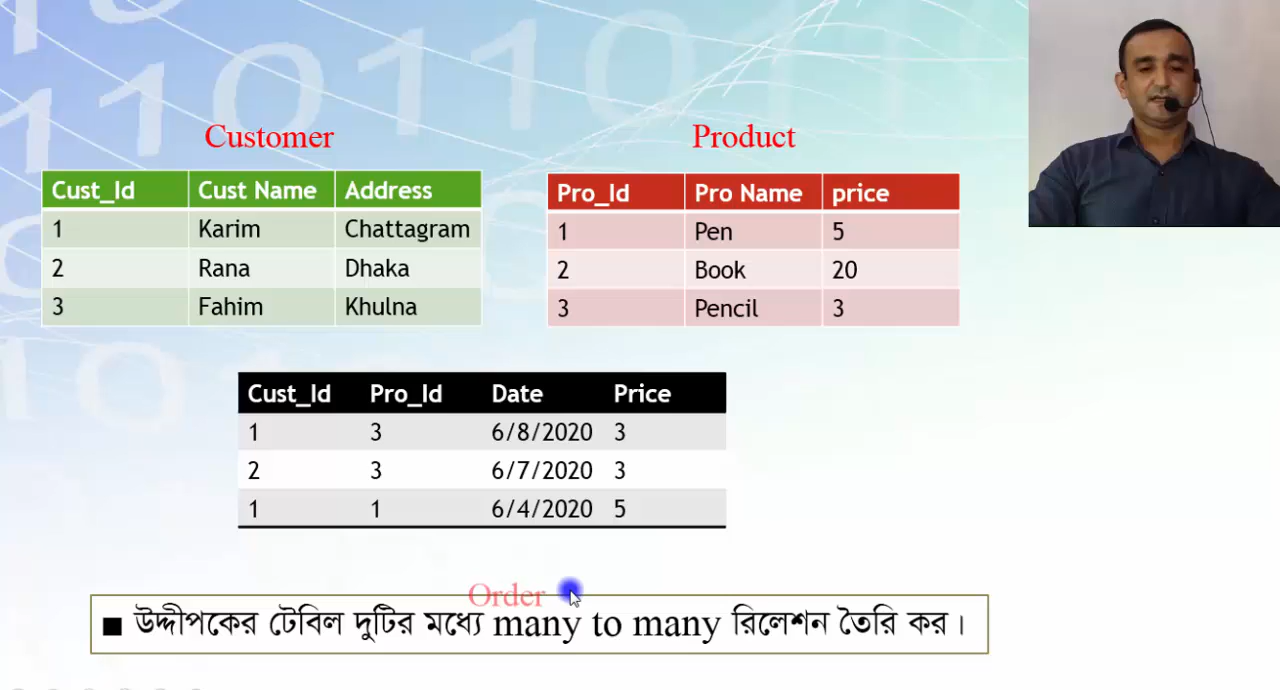 Customer
Product
Cust_Id Cust Name Address
1 Karim Chattagram
2 Rana Dhaka
3 Fahim Khulna
Pro_Id Pro Name price
1 Pen 5
2 Book 20
3 Pencil 3
Cust_Id Pro_Id Date Price
1 3 6/8/2020 3
2 3 6/7/2020 3
1 1 6/4/2020 5
Order
■ উদ্দীপকের টেবিল দুটির মধ্যে many to many রিলেশন তৈরি কর।